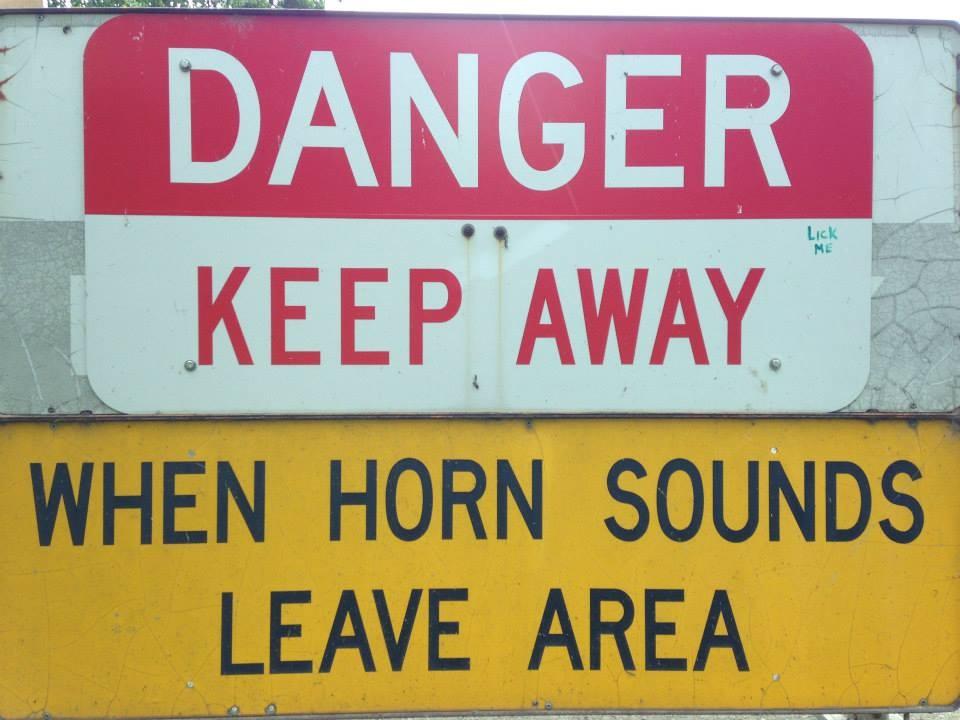 DANGER
Lick
ME
KEEP AWAY
WHEN HORN SOUNDS
LEAVE AREA